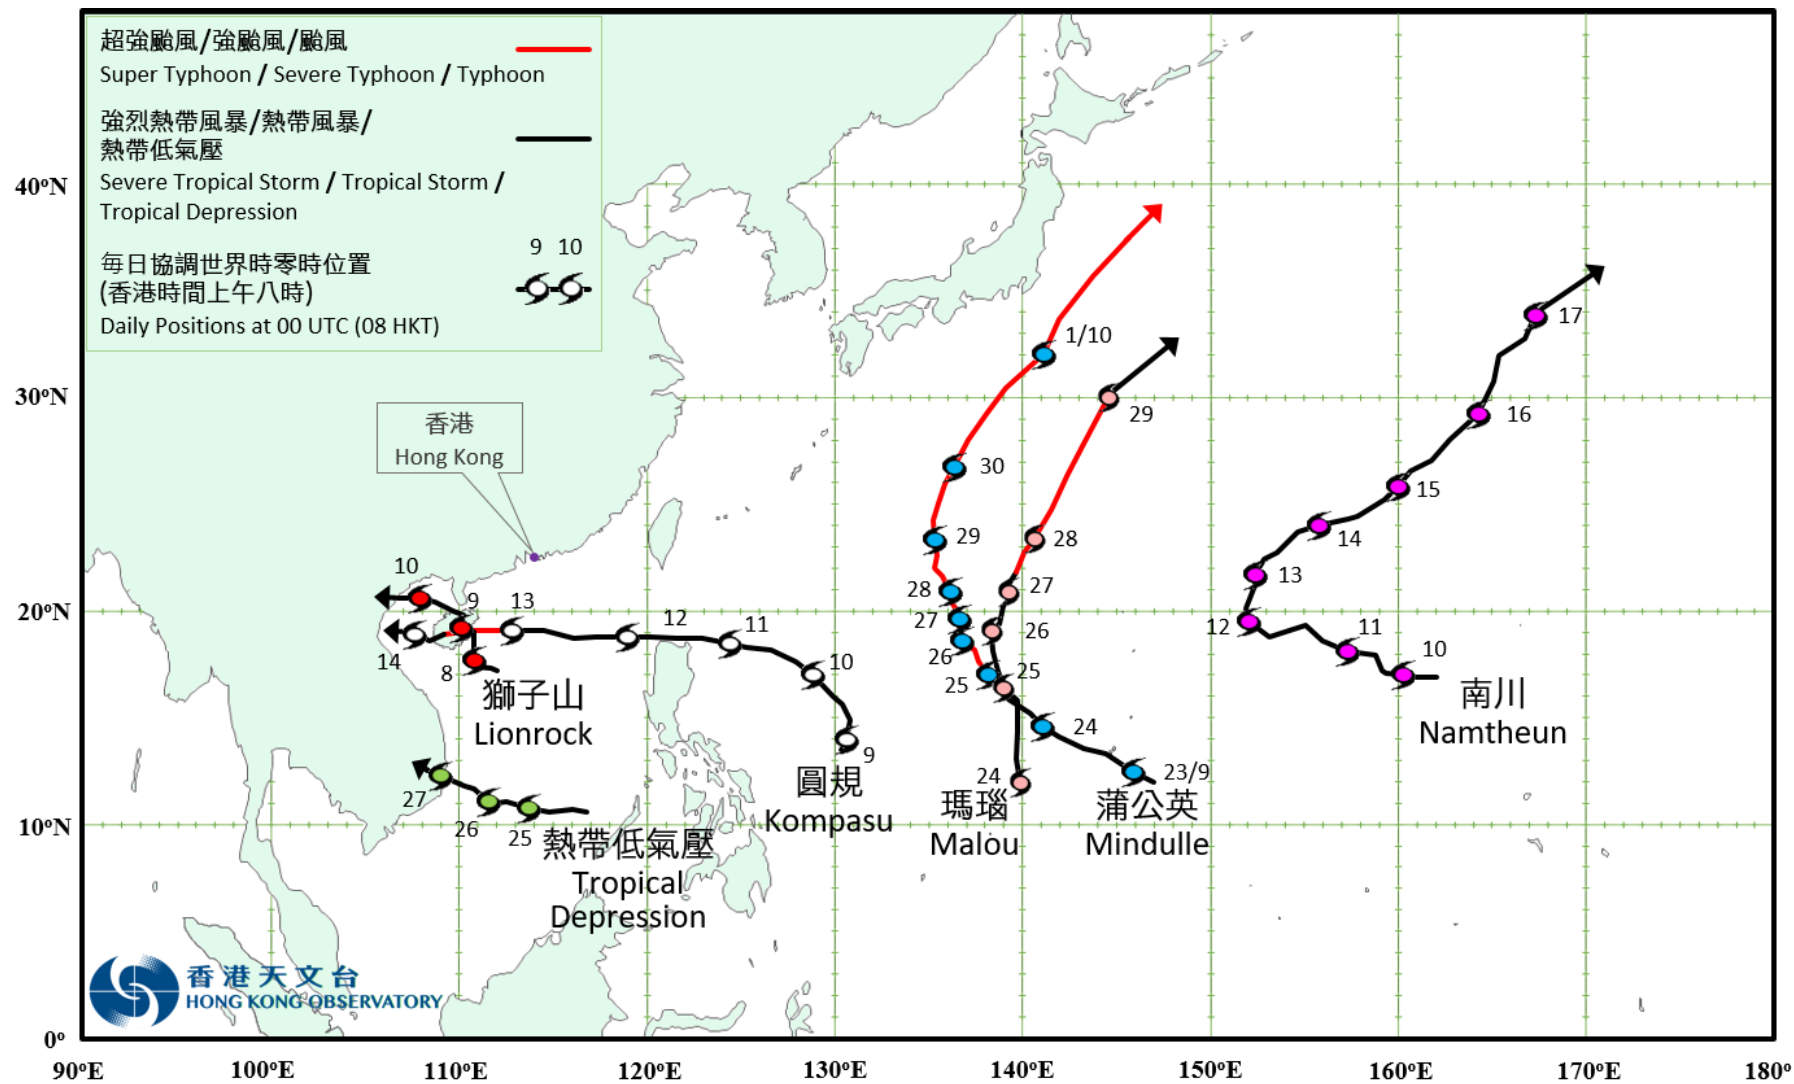 超強颱風/強颱風/颱風
Super Typhoon / Severe Typhoon / Typhoon
強烈熱帶風暴/熱帶風暴/
熱帶低氣壓
Severe Tropical Storm / Tropical Storm /
Tropical Depression
9 10
每日協調世界時零時位置
(香港時間上午八時)
Daily Positions at 00 UTC (08 HKT)
40°N
30°N
20°N
10°N
0°
90°E
100°E
110°E
120°E
130°E
140°E
150°E
160°E
170°E
180°
香港
Hong Kong
10
9
8
獅子山
Lionrock
14
13
12
11
10
9
圓規
Kompasu
27
26
25
熱帶低氣壓
Tropical
Depression
29
28
27
26
25
24
瑪瑙
Malou
1/10
30
29
28
27
26
25
24
23/9
蒲公英
Mindulle
17
16
15
14
13
12
11
10
南川
Namtheun
香港天文台
HONG KONG OBSERVATORY